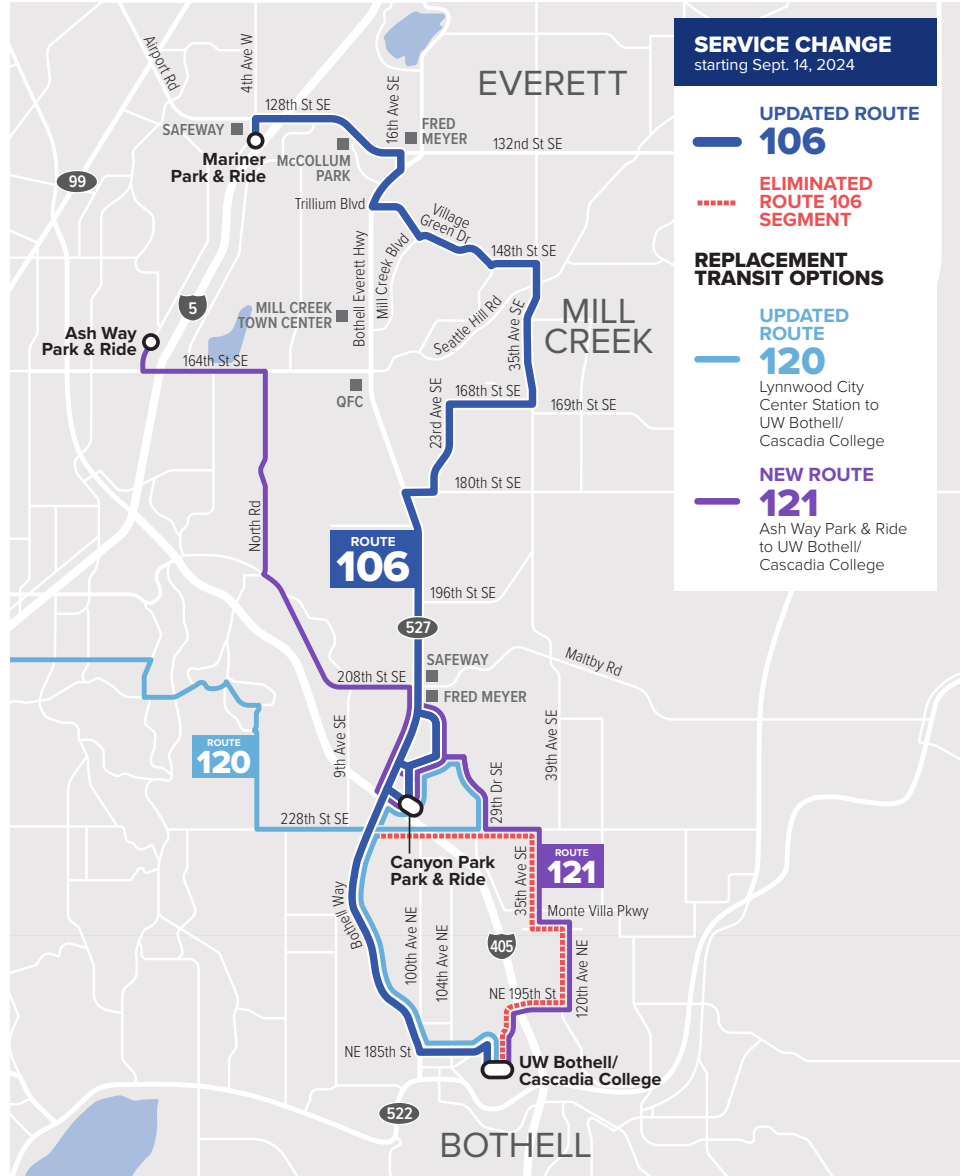 SERVICE CHANGE
starting Sept. 14, 2024
UPDATED ROUTE
106
ELIMINATED
ROUTE 106
SEGMENT
REPLACEMENT
TRANSIT OPTIONS
UPDATED
ROUTE
120
Lynnwood City
Center Station to
UW Bothell/
Cascadia College
NEW ROUTE
121
Ash Way Park & Ride
to UW Bothell/
Cascadia College
Airport Rd
4th Ave W
EVERETT
16th Ave SE
128th St SE
SAFEWAY
FRED
MEYER
132nd St SE
Mariner
Park & Ride
McCOLLUM
PARK
99
Trillium Blvd
Village
Green Dr
Bothell Everett Hwy
Mill Creek Blvd
148th St SE
5
MILL CREEK
TOWN CENTER
Seattle Hill Rd
35th Ave SE
MILL
CREEK
Ash Way
Park & Ride
164th St SE
QFC
23rd Ave SE
168th St SE
169th St SE
180th St SE
North Rd
ROUTE
106
196th St SE
527
SAFEWAY
Maltby Rd
208th St SE
FRED MEYER
9th Ave SE
39th Ave SE
ROUTE
120
29th Dr SE
228th St SE
Canyon Park
Park & Ride
35th Ave SE
ROUTE
121
Bothell Way
100th Ave NE
104th Ave NE
Monte Villa Pkwy
405
120th Ave NE
NE 195th St
NE 185th St
UW Bothell/
Cascadia College
522
BOTHELL